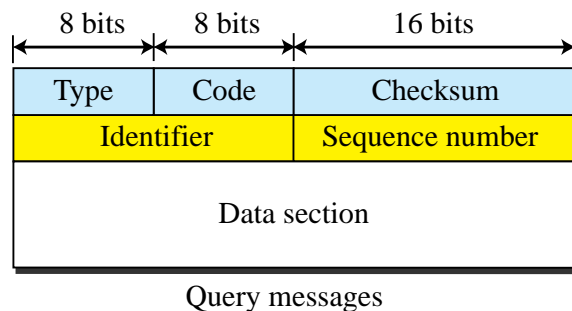 8 bits 8 bits 16 bits
Type Code Checksum
Identifier Sequence number
Data section
Query messages